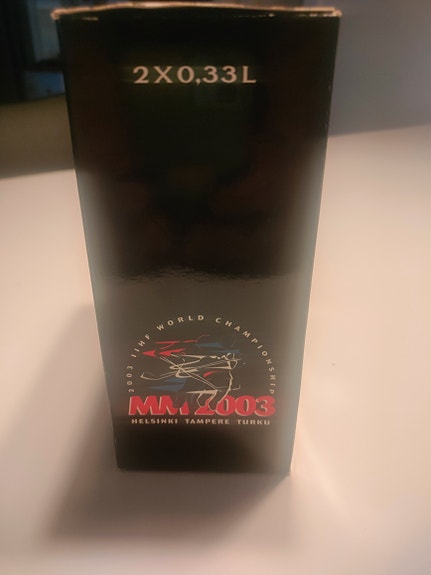 2X0,33L
2003 IIHF WORLD CHAMPIONSHIP
MM 2003
HELSINKI TAMPERE TURKU